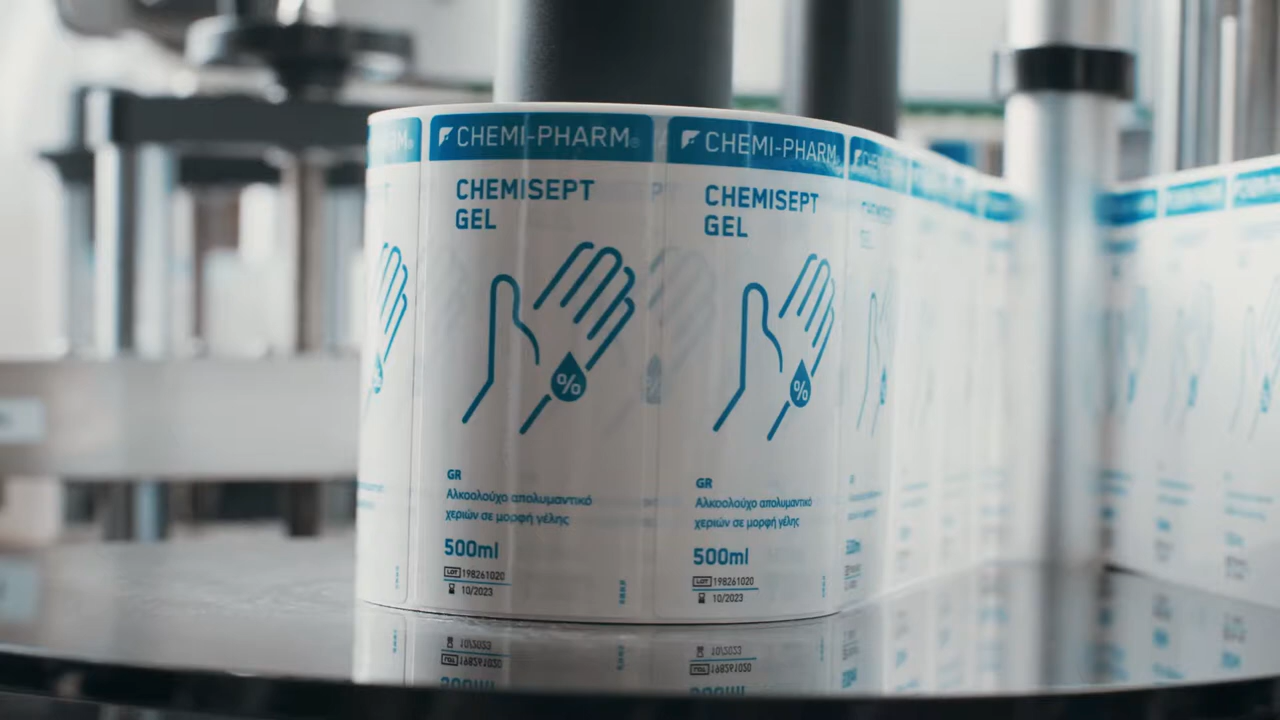 CHEMI-PHARM®
CHEMISEPT
GEL
%
GR
Αλκοολούχο απολυμαντικό
χεριών σε μορφή γέλης
500ml
LOT 198261020
10/2023
CHEMI-PHARM
CHEMISEPT
GEL
%
GR
Αλκοολούχο απολυμαντικό
χεριών σε μορφή γέλης
500ml
LOT 198261020
10/2023